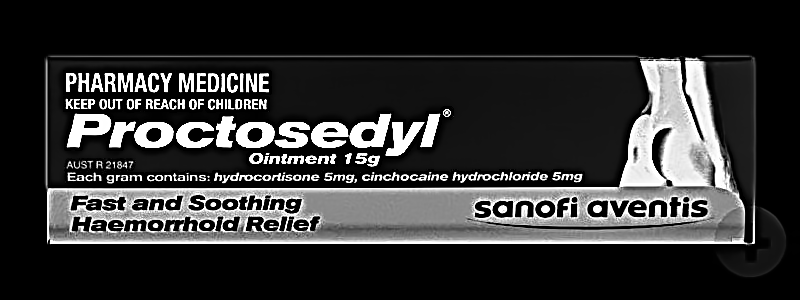 PHARMACY MEDICINE
KEEP OUT OF REACH OF CHILDREN
Proctosedyl®
Ointment 15g
AUST R 21847
Each gram contains: hydrocortisone 5mg, cinchocaine hydrochloride 5mg
Fast and Soothing
Haemorrhoid Relief
sanofi aventis